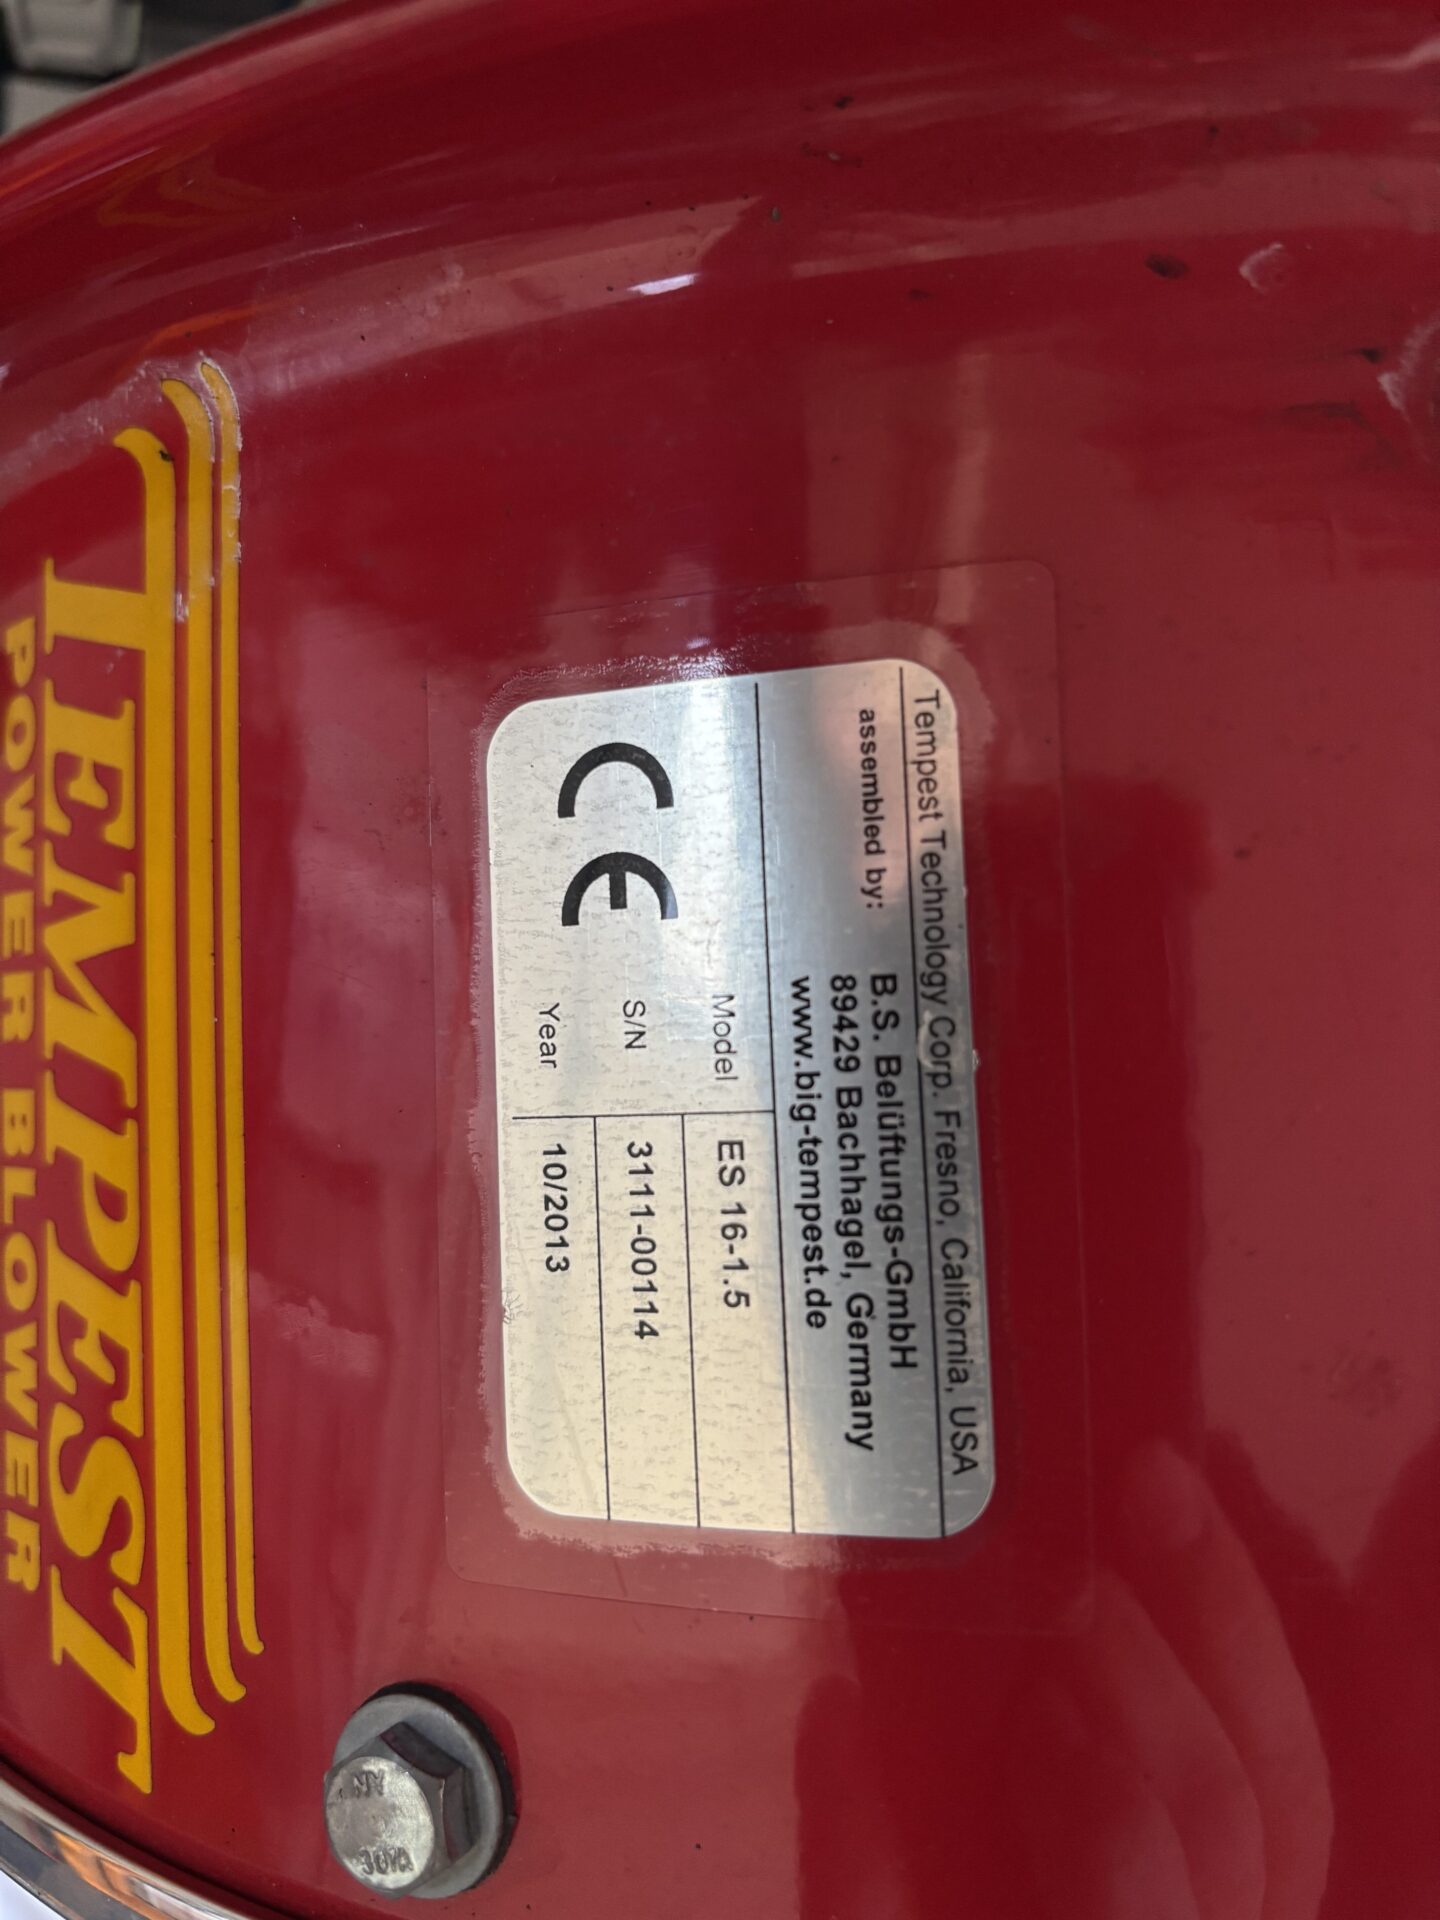 Tempest Technology Corp. Fresno, California, USA
assembled by: B.S. Belüftungs-GmbH
89429 Bachhagel, Germany
www.big-tempest.de
CE
Model ES 16-1.5
S/N 3111-00114
Year 10/2013
TEMPEST
POWER BLOWER